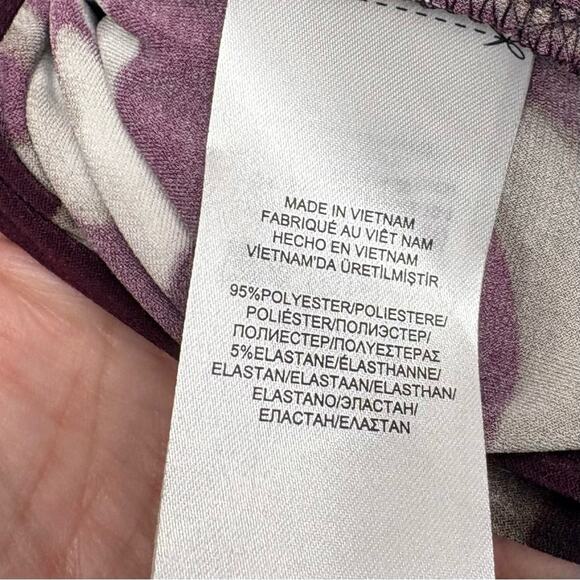 MADE IN VIETNAM
FABRIQUÉ AU VIÊT NAM
HECHO EN VIETNAM
VİETNAM'DA ÜRETİLMİŞTİR
95%POLYESTER/POLIESTERE/
POLIÉSTER/ПОЛИЭСТЕР/
ПОЛИЕСТЕР/ΠΟΛΥΕΣΤΕΡΑΣ
5%ELASTANE/ÉLASTHANNE/
ELASTAN/ELASTAAN/ELASTHAN/
ELASTANO/ЭЛАСТАН/
ЕЛАСТАН/ΕΛΑΣΤΑΝ